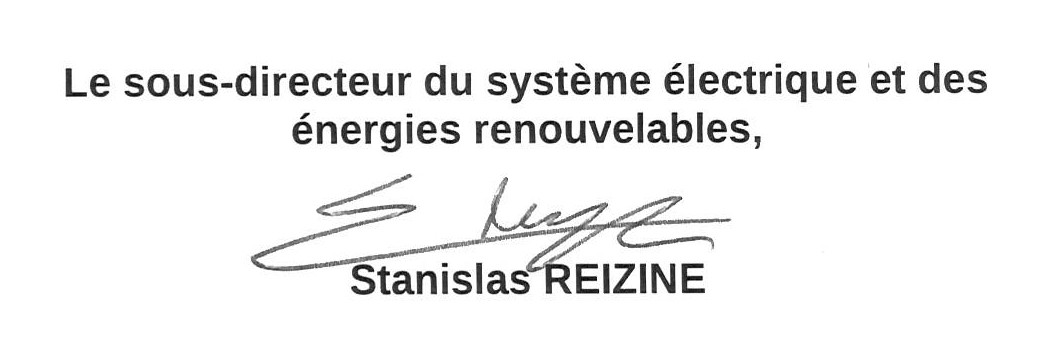 Le sous-directeur du système électrique et des
énergies renouvelables,
Stanislas REIZINE